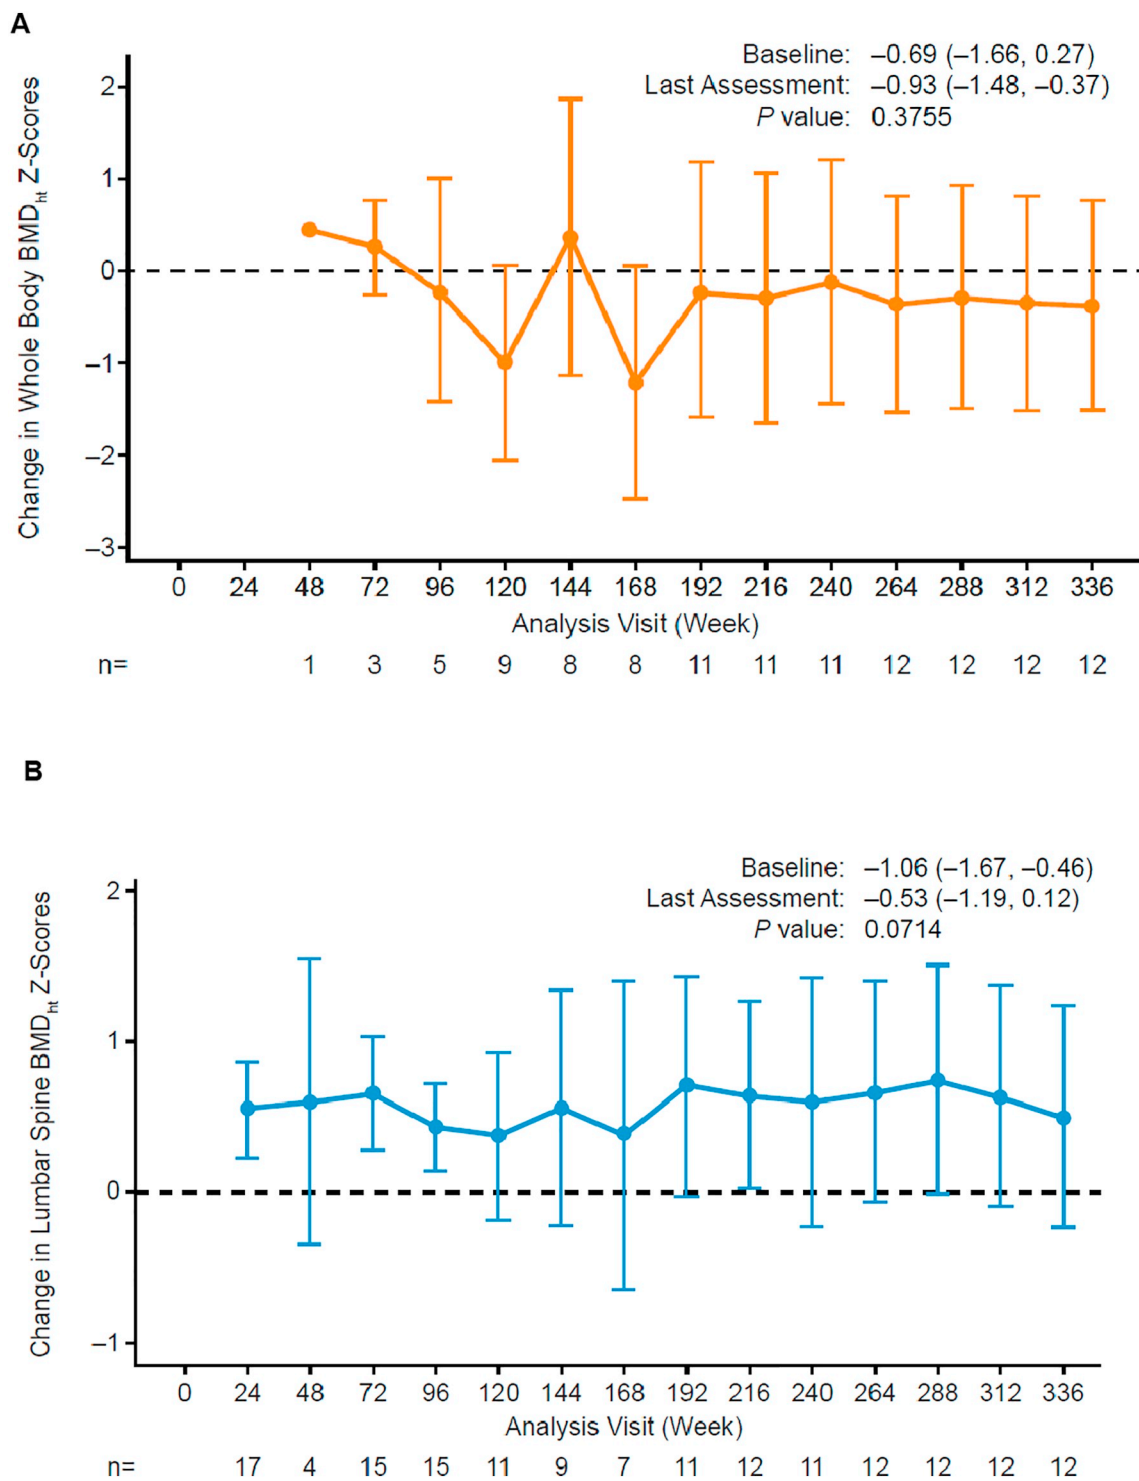 A
Change in Whole Body BMDht Z-Scores
Baseline: –0.69 (–1.66, 0.27)
Last Assessment: –0.93 (–1.48, –0.37)
P value: 0.3755
2
1
0
–1
–2
–3
0 24 48 72 96 120 144 168 192 216 240 264 288 312 336
Analysis Visit (Week)
n= 1 3 5 9 8 8 11 11 11 12 12 12 12
B
Change in Lumbar Spine BMDht Z-Scores
Baseline: –1.06 (–1.67, –0.46)
Last Assessment: –0.53 (–1.19, 0.12)
P value: 0.0714
2
1
0
–1
0 24 48 72 96 120 144 168 192 216 240 264 288 312 336
Analysis Visit (Week)
n= 17 4 15 15 11 9 7 11 12 11 12 12 12 12